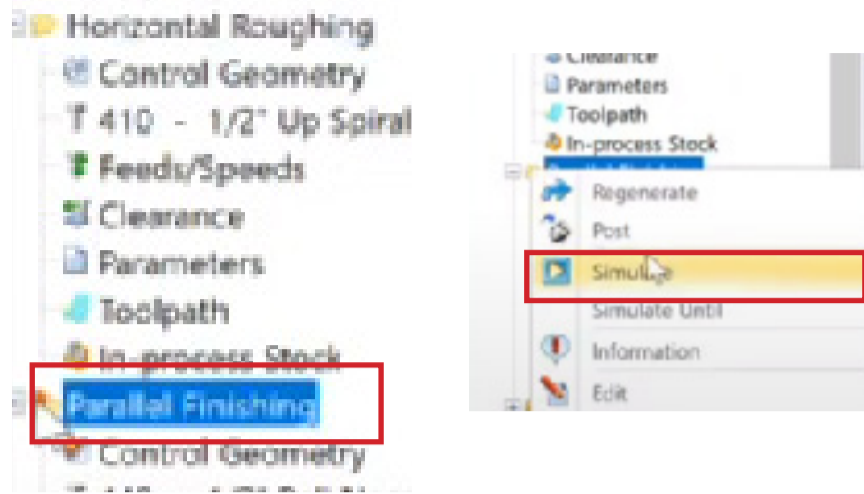 Horizontal Roughing
Control Geometry
T 410 - 1/2" Up Spiral
Feeds/Speeds
Clearance
Parameters
Toolpath
In-process Stock
Parallel Finishing
Control Geometry
Clearance
Parameters
Toolpath
In-process Stock
Regenerate
Post
Simulate
Simulate Until
Information
Edit